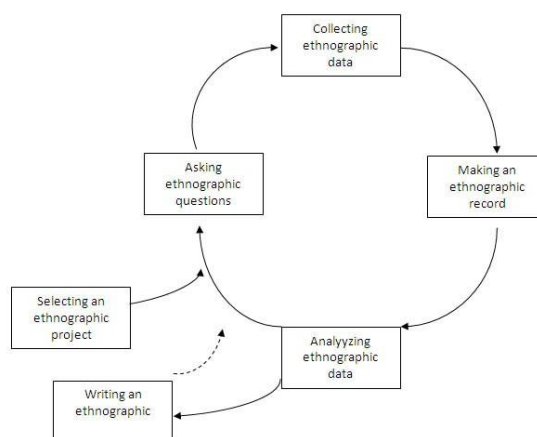 Collecting
ethnographic
data
Asking
ethnographic
questions
Making an
ethnographic
record
Selecting an
ethnographic
project
Analyyzing
ethnographic
data
Writing an
ethnographic